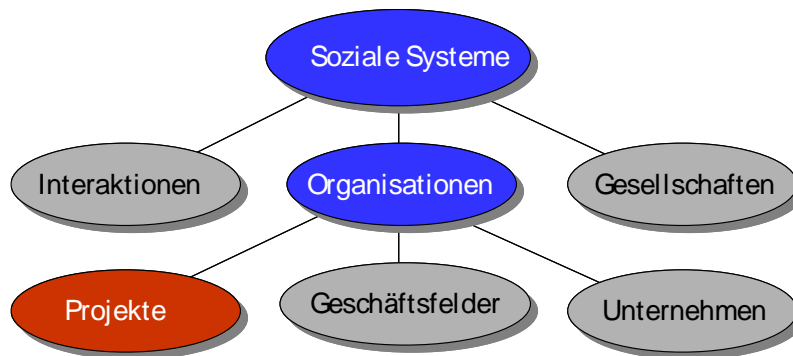 Soziale Systeme
Interaktionen
Organisationen
Gesellschaften
Projekte
Geschäftsfelder
Unternehmen